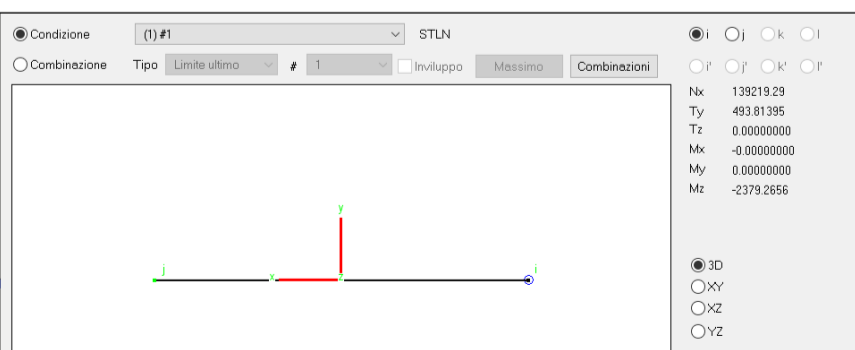 Condizione (1) #1 STLN i j k l
Combinazione Tipo Limite ultimo # 1 Inviluppo Massimo Combinazioni i' j' k' l'
Nx 139219.29
Ty 493.81395
Tz 0.00000000
Mx -0.00000000
My 0.00000000
Mz -2379.2656
y
j x z i
3D
XY
XZ
YZ